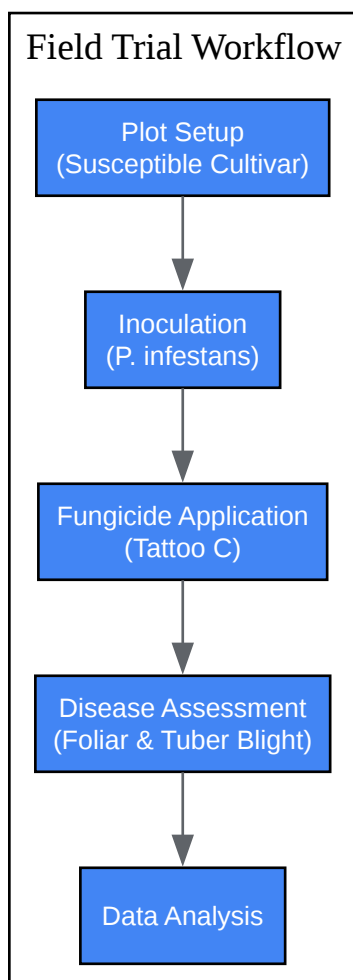 Field Trial Workflow
Plot Setup
(Susceptible Cultivar)
Inoculation
(P. infestans)
Fungicide Application
(Tattoo C)
Disease Assessment
(Foliar & Tuber Blight)
Data Analysis